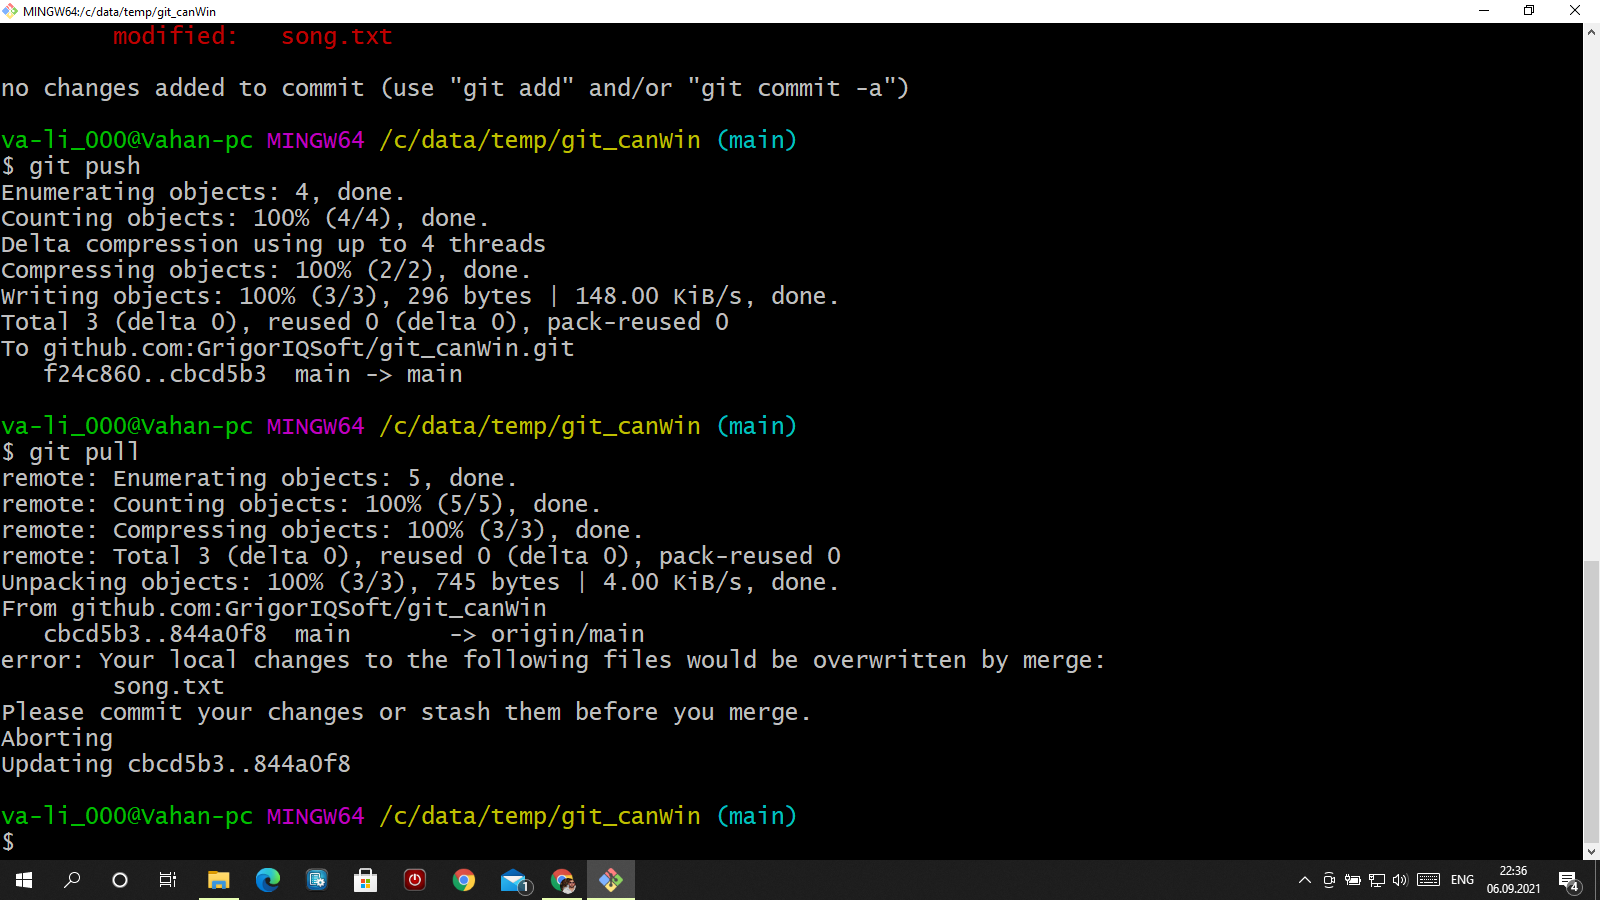 MINGW64:/c/data/temp/git_canWin
modified: song.txt
no changes added to commit (use "git add" and/or "git commit -a")
va-li_000@Vahan-pc MINGW64 /c/data/temp/git_canWin (main)
$ git push
Enumerating objects: 4, done.
Counting objects: 100% (4/4), done.
Delta compression using up to 4 threads
Compressing objects: 100% (2/2), done.
Writing objects: 100% (3/3), 296 bytes | 148.00 KiB/s, done.
Total 3 (delta 0), reused 0 (delta 0), pack-reused 0
To github.com:GrigorIQSoft/git_canWin.git
f24c860..cbcd5b3 main -> main
va-li_000@Vahan-pc MINGW64 /c/data/temp/git_canWin (main)
$ git pull
remote: Enumerating objects: 5, done.
remote: Counting objects: 100% (5/5), done.
remote: Compressing objects: 100% (3/3), done.
remote: Total 3 (delta 0), reused 0 (delta 0), pack-reused 0
Unpacking objects: 100% (3/3), 745 bytes | 4.00 KiB/s, done.
From github.com:GrigorIQSoft/git_canWin
cbcd5b3..844a0f8 main -> origin/main
error: Your local changes to the following files would be overwritten by merge:
song.txt
Please commit your changes or stash them before you merge.
Aborting
Updating cbcd5b3..844a0f8
va-li_000@Vahan-pc MINGW64 /c/data/temp/git_canWin (main)
$
1
ENG
22:36
06.09.2021
4